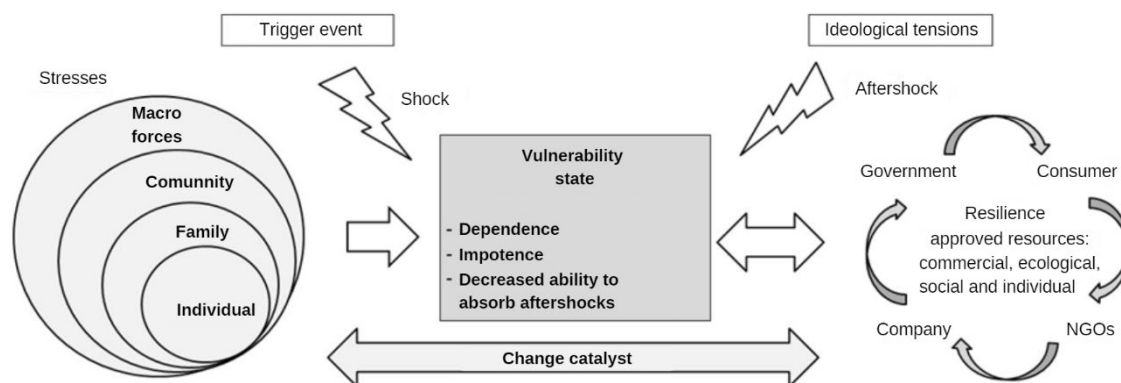 Trigger event
Ideological tensions
Stresses
Shock
Aftershock
Macro
forces
Comunnity
Family
Individual
Vulnerability
state
- Dependence
- Impotence
- Decreased ability to
absorb aftershocks
Government
Consumer
Resilience
approved resources:
commercial, ecological,
social and individual
Company
NGOs
Change catalyst